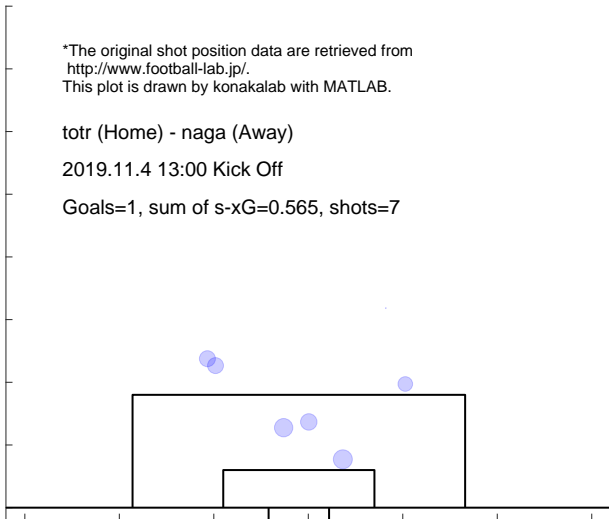 *The original shot position data are retrieved from
http://www.football-lab.jp/.
This plot is drawn by konakalab with MATLAB.
totr (Home) - naga (Away)
2019.11.4 13:00 Kick Off
Goals=1, sum of s-xG=0.565, shots=7